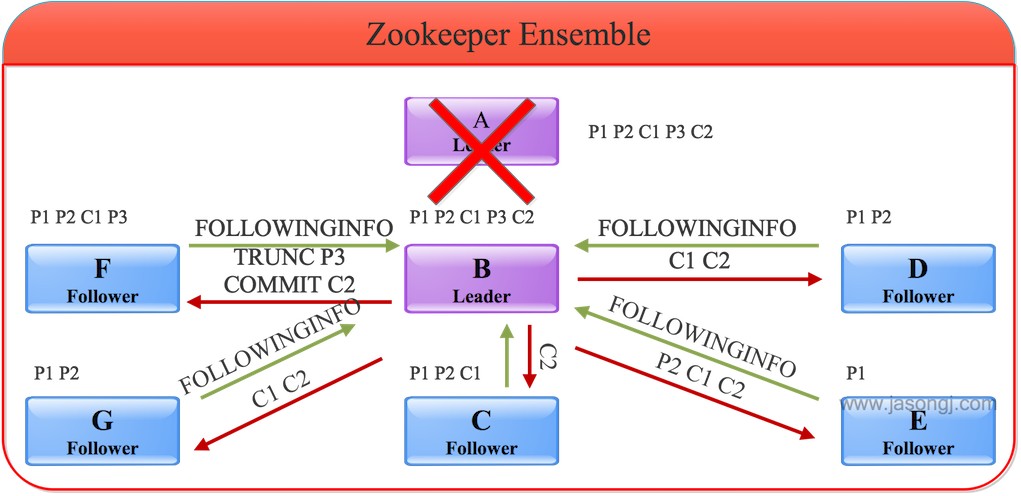 Zookeeper Ensemble
A
Leader
P1 P2 C1 P3 C2
P1 P2 C1 P3
FOLLOWINGINFO
P1 P2 C1 P3 C2
FOLLOWINGINFO
P1 P2
F
Follower
TRUNC P3
COMMIT C2
B
Leader
C1 C2
D
Follower
FOLLOWINGINFO
C1 C2
C2
FOLLOWINGINFO
P2 C1 C2
P1 P2
G
Follower
P1 P2 C1
C
Follower
P1
www.jasongj.com
E
Follower